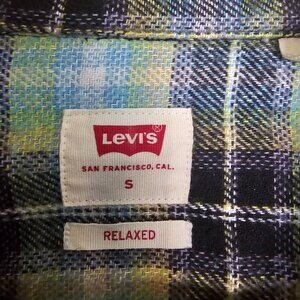 LEVI'S
SAN FRANCISCO, CAL.
S
RELAXED